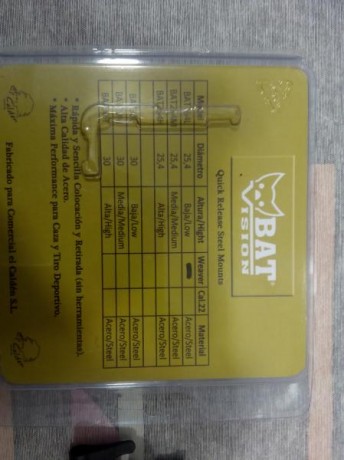 BAT
VISION
Quick Release Steel Mounts
Diámetro Altura/Hight Weaver Cal.22 Material
25.4 Baja/Low Acero/Steel
25.4 Media/Medium Acero/Steel
25.4 Alta/High Acero/Steel
30 Baja/Low Acero/Steel
30 Media/Medium Acero/Steel
30 Alta/High Acero/Steel
* Rápida y Sencilla Colocación y Retirada (sin herramientas).
* Alta Calidad de Acero.
* Máxima Performance para Caza y Tiro Deportivo.
Fabricado para Comercial el Caldén S.L.